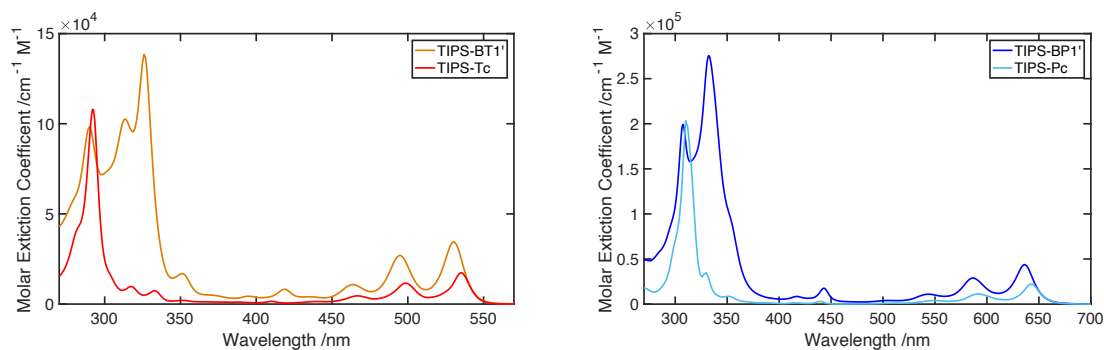 ×10⁴
15
10
5
0
Molar Extiction Coefficent /cm⁻¹ M⁻¹
300 350 400 450 500 550
Wavelength /nm
TIPS-BT1'
TIPS-Tc
×10⁵
3
2.5
2
1.5
1
0.5
0
Molar Extiction Coefficent /cm⁻¹ M⁻¹
300 350 400 450 500 550 600 650 700
Wavelength /nm
TIPS-BP1'
TIPS-Pc